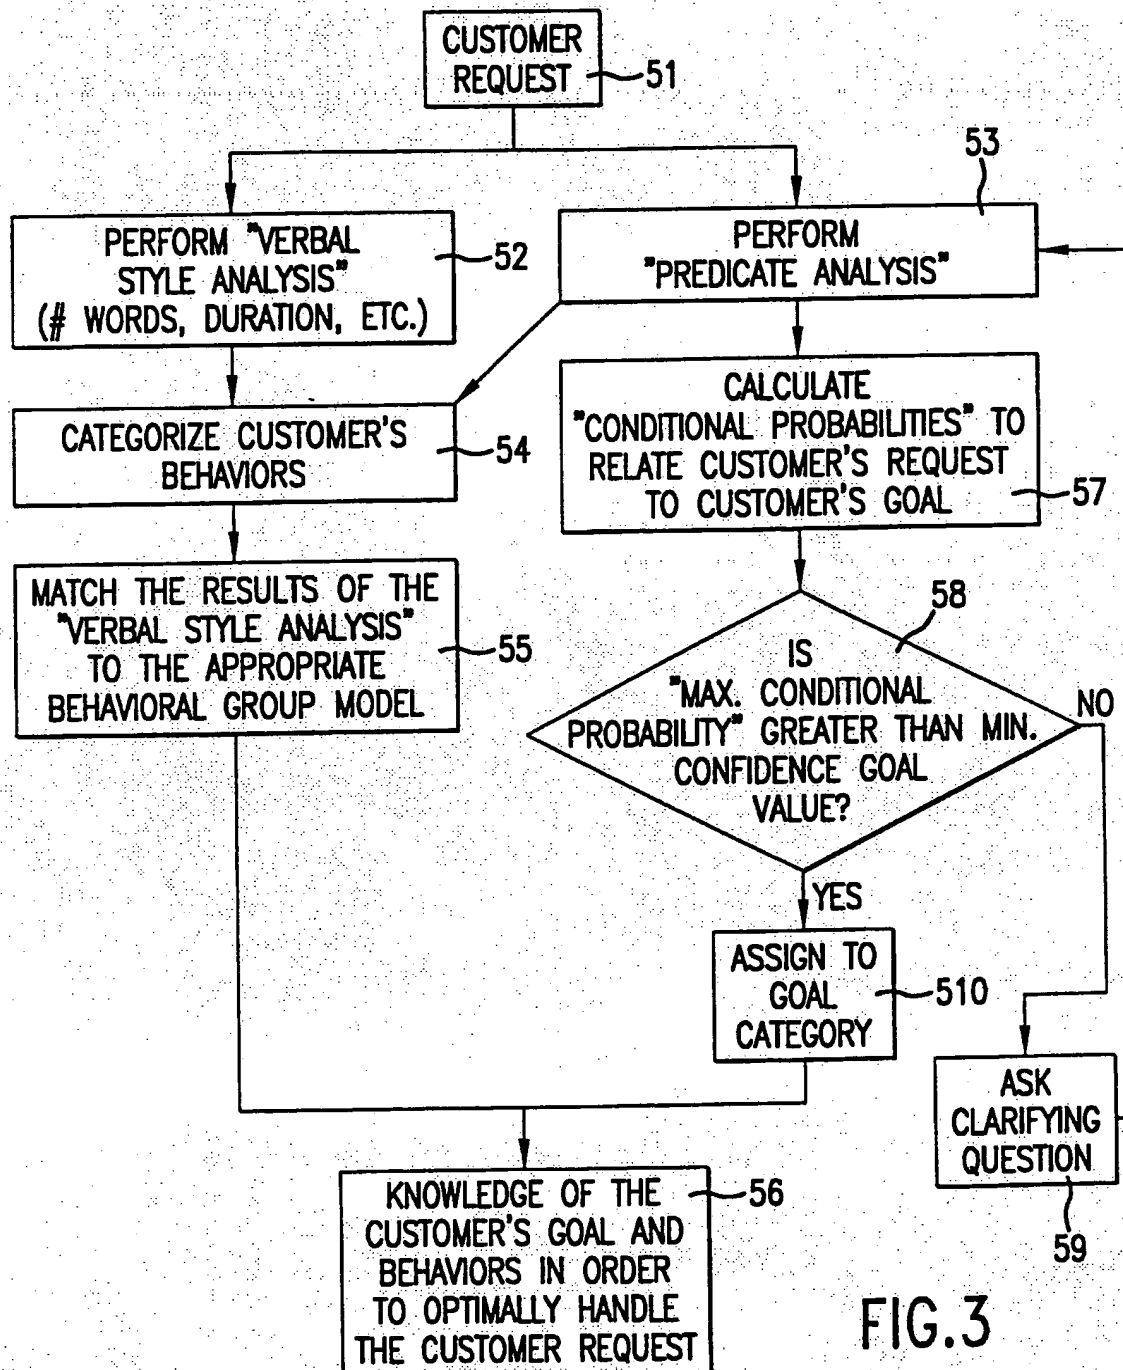 CUSTOMER
REQUEST
51
53
PERFORM "VERBAL
STYLE ANALYSIS"
(# WORDS, DURATION, ETC.)
52
PERFORM
"PREDICATE ANALYSIS"
CATEGORIZE CUSTOMER'S
BEHAVIORS
54
CALCULATE
"CONDITIONAL PROBABILITIES" TO
RELATE CUSTOMER'S REQUEST
TO CUSTOMER'S GOAL
57
MATCH THE RESULTS OF THE
"VERBAL STYLE ANALYSIS"
TO THE APPROPRIATE
BEHAVIORAL GROUP MODEL
55
58
IS
"MAX. CONDITIONAL
PROBABILITY" GREATER THAN MIN.
CONFIDENCE GOAL
VALUE?
NO
YES
ASSIGN TO
GOAL
CATEGORY
510
ASK
CLARIFYING
QUESTION
59
KNOWLEDGE OF THE
CUSTOMER'S GOAL AND
BEHAVIORS IN ORDER
TO OPTIMALLY HANDLE
THE CUSTOMER REQUEST
56
FIG.3